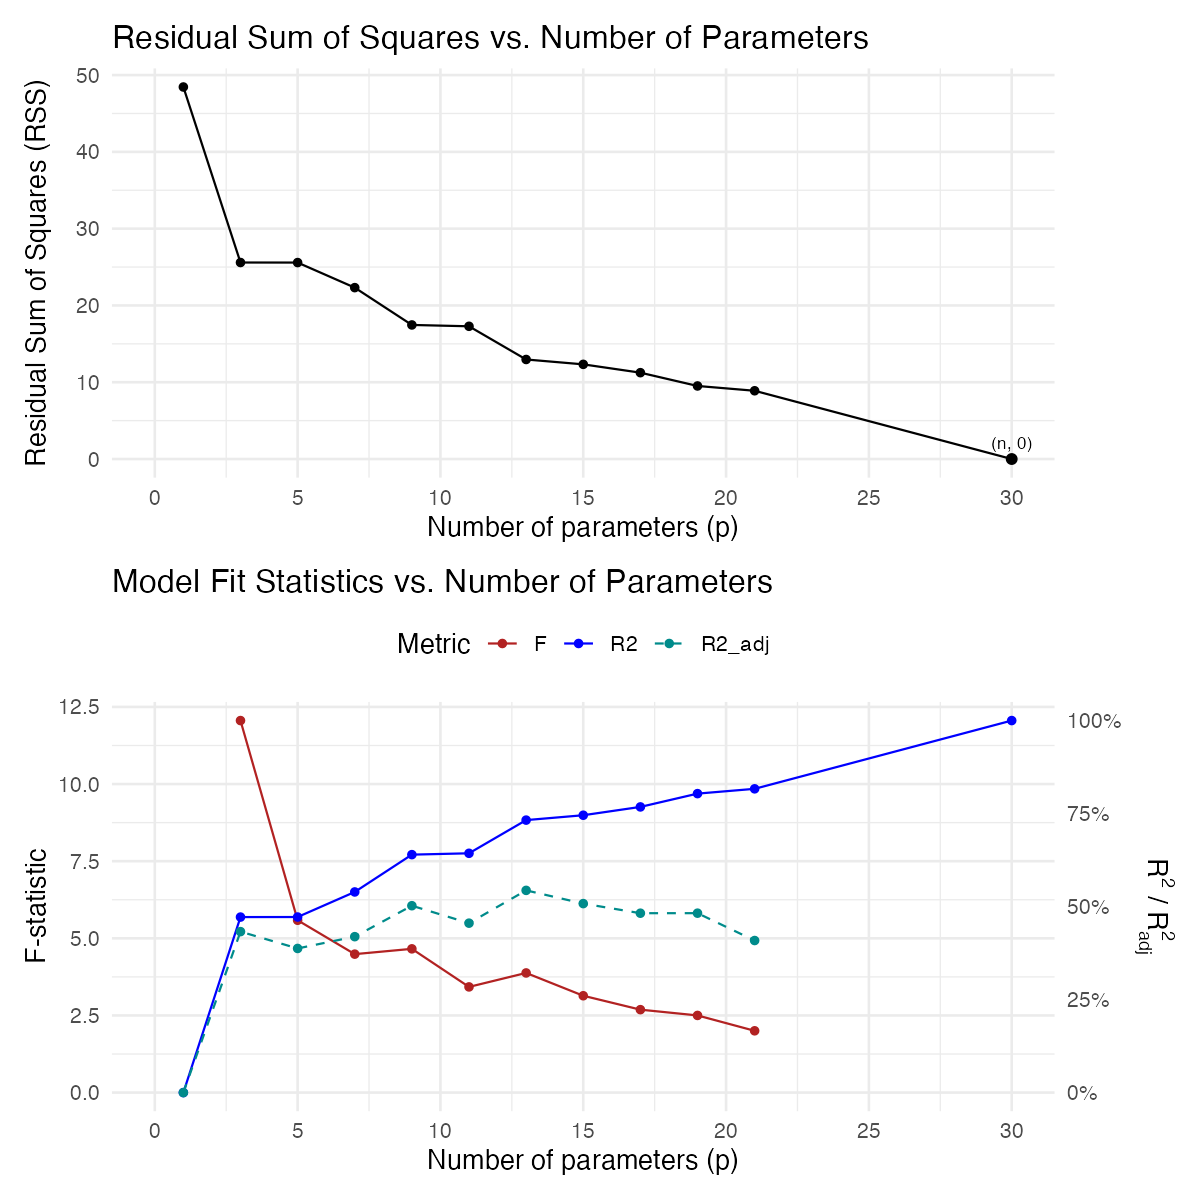 Residual Sum of Squares vs. Number of Parameters
Residual Sum of Squares (RSS)
50
40
30
20
10
0
(n, 0)
0 5 10 15 20 25 30
Number of parameters (p)
Model Fit Statistics vs. Number of Parameters
Metric F R2 R2_adj
F-statistic
12.5
10.0
7.5
5.0
2.5
0.0
100%
75%
50%
25%
0%
R² / R²adj
0 5 10 15 20 25 30
Number of parameters (p)